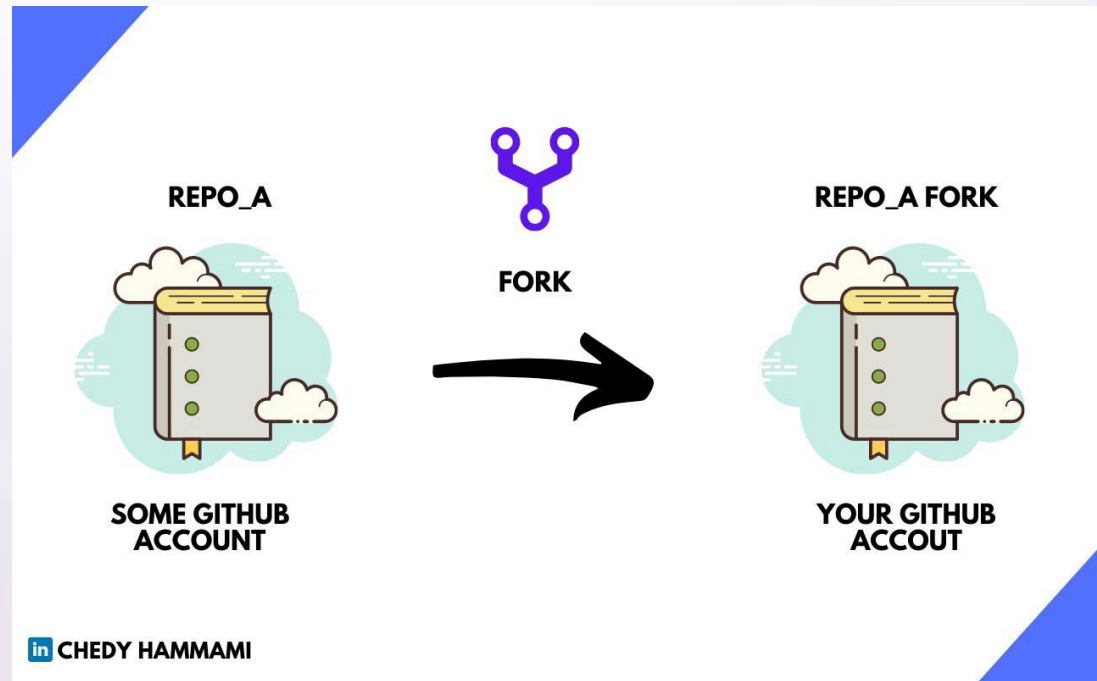 REPO_A
FORK
REPO_A FORK
SOME GITHUB
ACCOUNT
YOUR GITHUB
ACCOUT
in CHEDY HAMMAMI